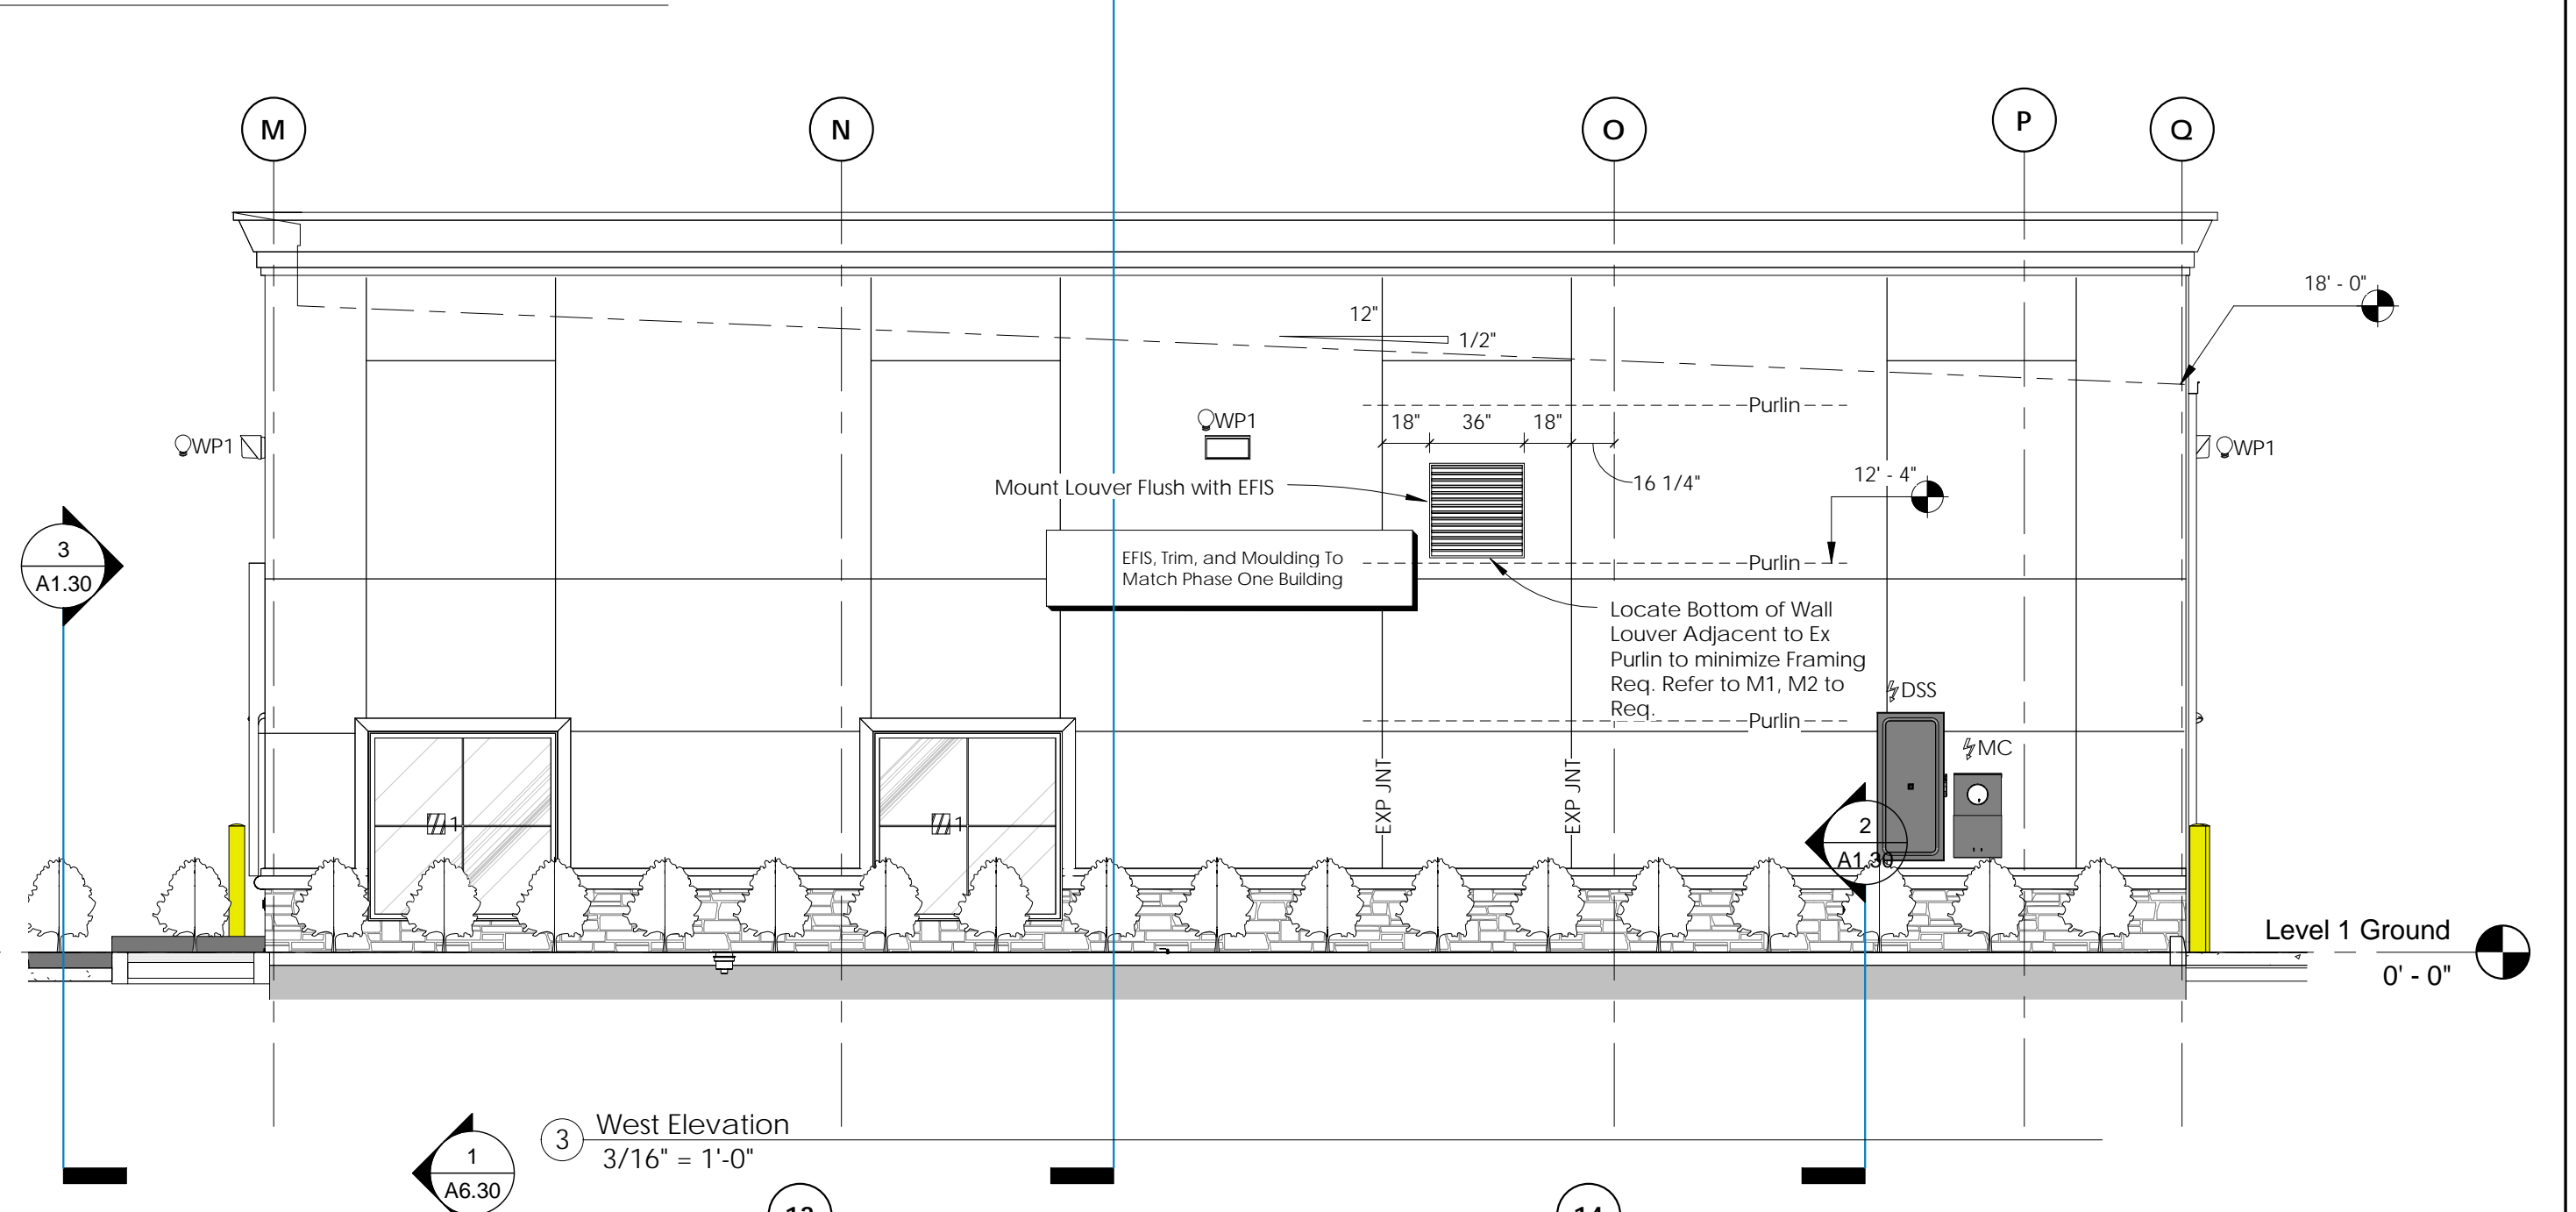 M
N
O
P
Q
18' - 0"
12"
1/2"
Purlin
WP1
18"
36"
18"
WP1
WP1
16 1/4"
12' - 4"
Mount Louver Flush with EFIS
3
A1.30
EFIS, Trim, and Moulding To
Match Phase One Building
Purlin
Locate Bottom of Wall
Louver Adjacent to Ex
Purlin to minimize Framing
Req. Refer to M1, M2 to
Req.
DSS
Purlin
MC
EXP JNT
EXP JNT
1
1
2
A1.30
Level 1 Ground
0' - 0"
3
West Elevation
3/16" = 1'-0"
1
A6.30